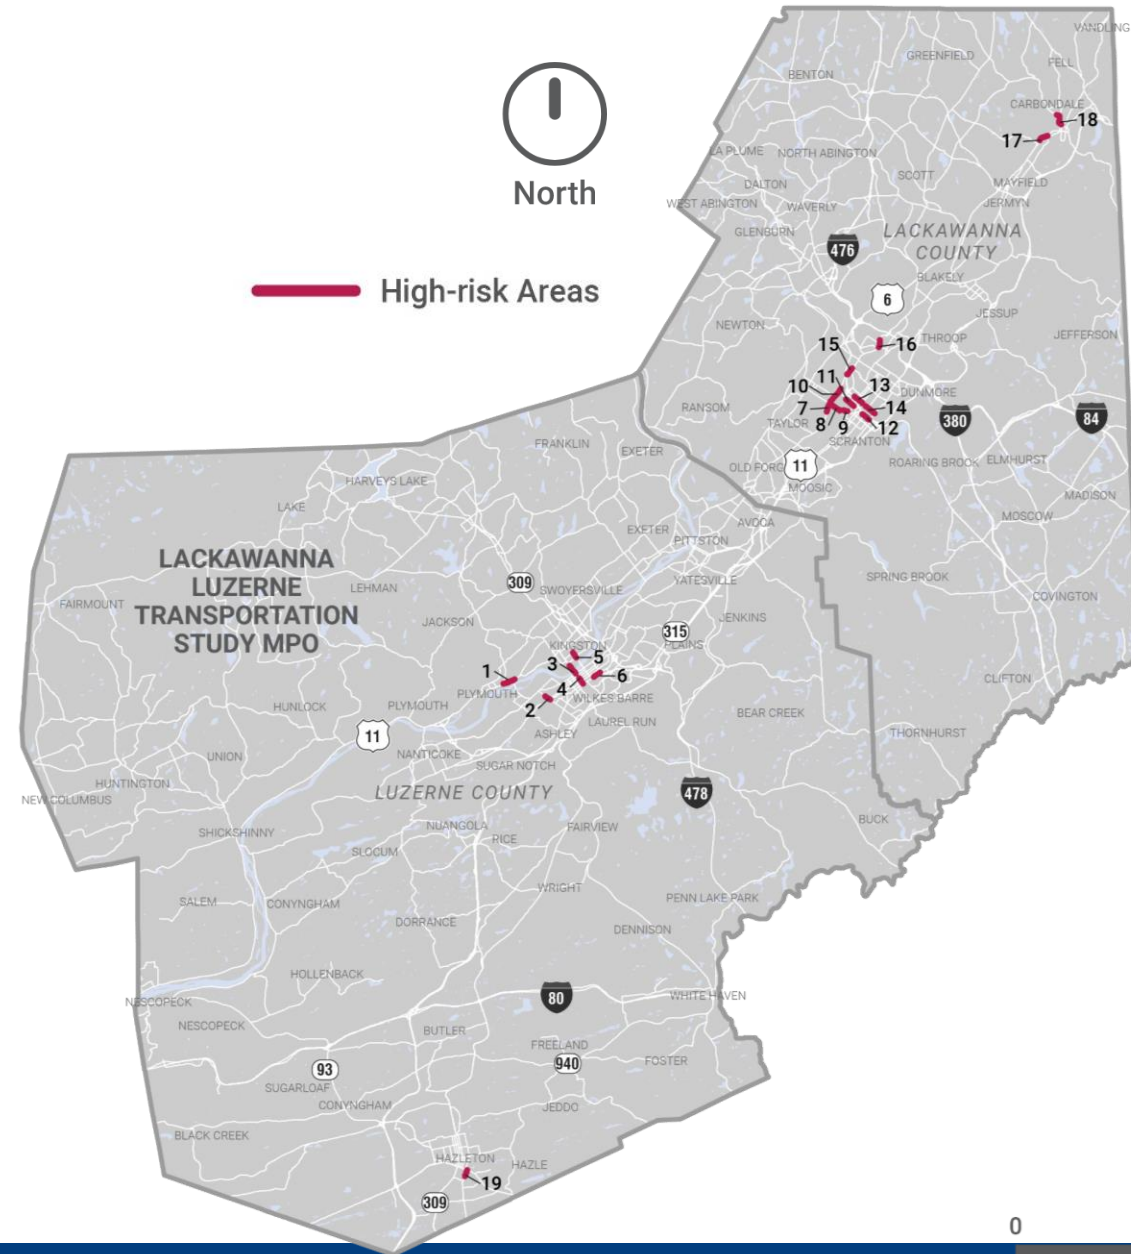 VANDLING
GREENFIELD
FELL
BENTON
CARBONDALE
18
17
LA PLUME
NORTH ABINGTON
SCOTT
MAYFIELD
DALTON
WEST ABINGTON
WAVERLY
JERMYN
GLENBURN
LACKAWANNA
COUNTY
476
BLAKELY
6
JESSUP
NEWTON
THROOP
JEFFERSON
15
16
11
13
10
DUNMORE
7
14
RANSOM
TAYLOR
8
9
12
380
84
SCRANTON
OLD FORG
11
ROARING BROOK
ELMHURST
MOOSIC
MADISON
MOSCOW
AVOCA
SPRING BROOK
COVINGTON
CLIFTON
THORNHURST
BUCK
North
High-risk Areas
FRANKLIN
EXETER
HARVEYS LAKE
LAKE
EXETER
PITTSTON
LACKAWANNA
LUZERNE
TRANSPORTATION
STUDY MPO
309
SWOYERSVILLE
YATESVILLE
LEHMAN
FAIRMOUNT
JACKSON
JENKINS
315
KINGSTON
PLAINS
5
3
1
6
4
PLYMOUTH
WILKES BARRE
2
HUNLOCK
PLYMOUTH
BEAR CREEK
LAUREL RUN
ASHLEY
11
UNION
NANTICOKE
SUGAR NOTCH
HUNTINGTON
LUZERNE COUNTY
478
NEW COLUMBUS
SHICKSHINNY
NUANGOLA
RICE
FAIRVIEW
SLOCUM
WRIGHT
SALEM
CONYNGHAM
PENN LAKE PARK
DORRANCE
DENNISON
HOLLENBACK
80
WHITE HAVEN
NESCOPECK
NESCOPECK
BUTLER
FREELAND
93
940
FOSTER
SUGARLOAF
CONYNGHAM
JEDDO
BLACK CREEK
HAZLETON
HAZLE
19
309
0